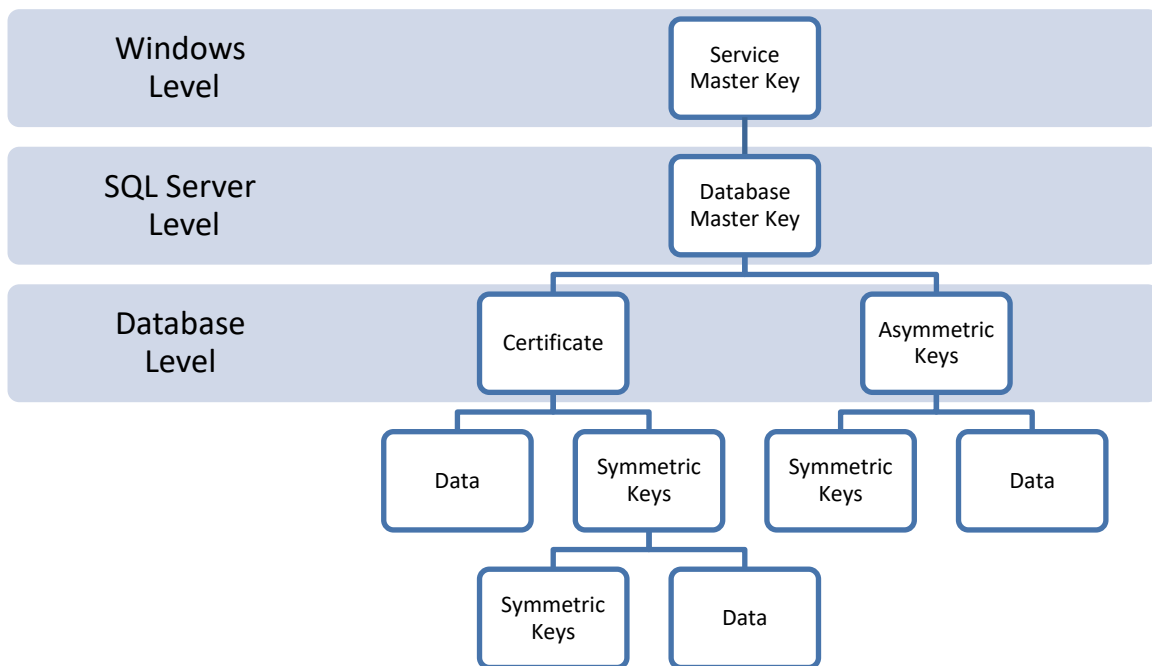 Windows
Level
Service
Master Key
SQL Server
Level
Database
Master Key
Database
Level
Certificate
Asymmetric
Keys
Data
Symmetric
Keys
Symmetric
Keys
Data
Symmetric
Keys
Data